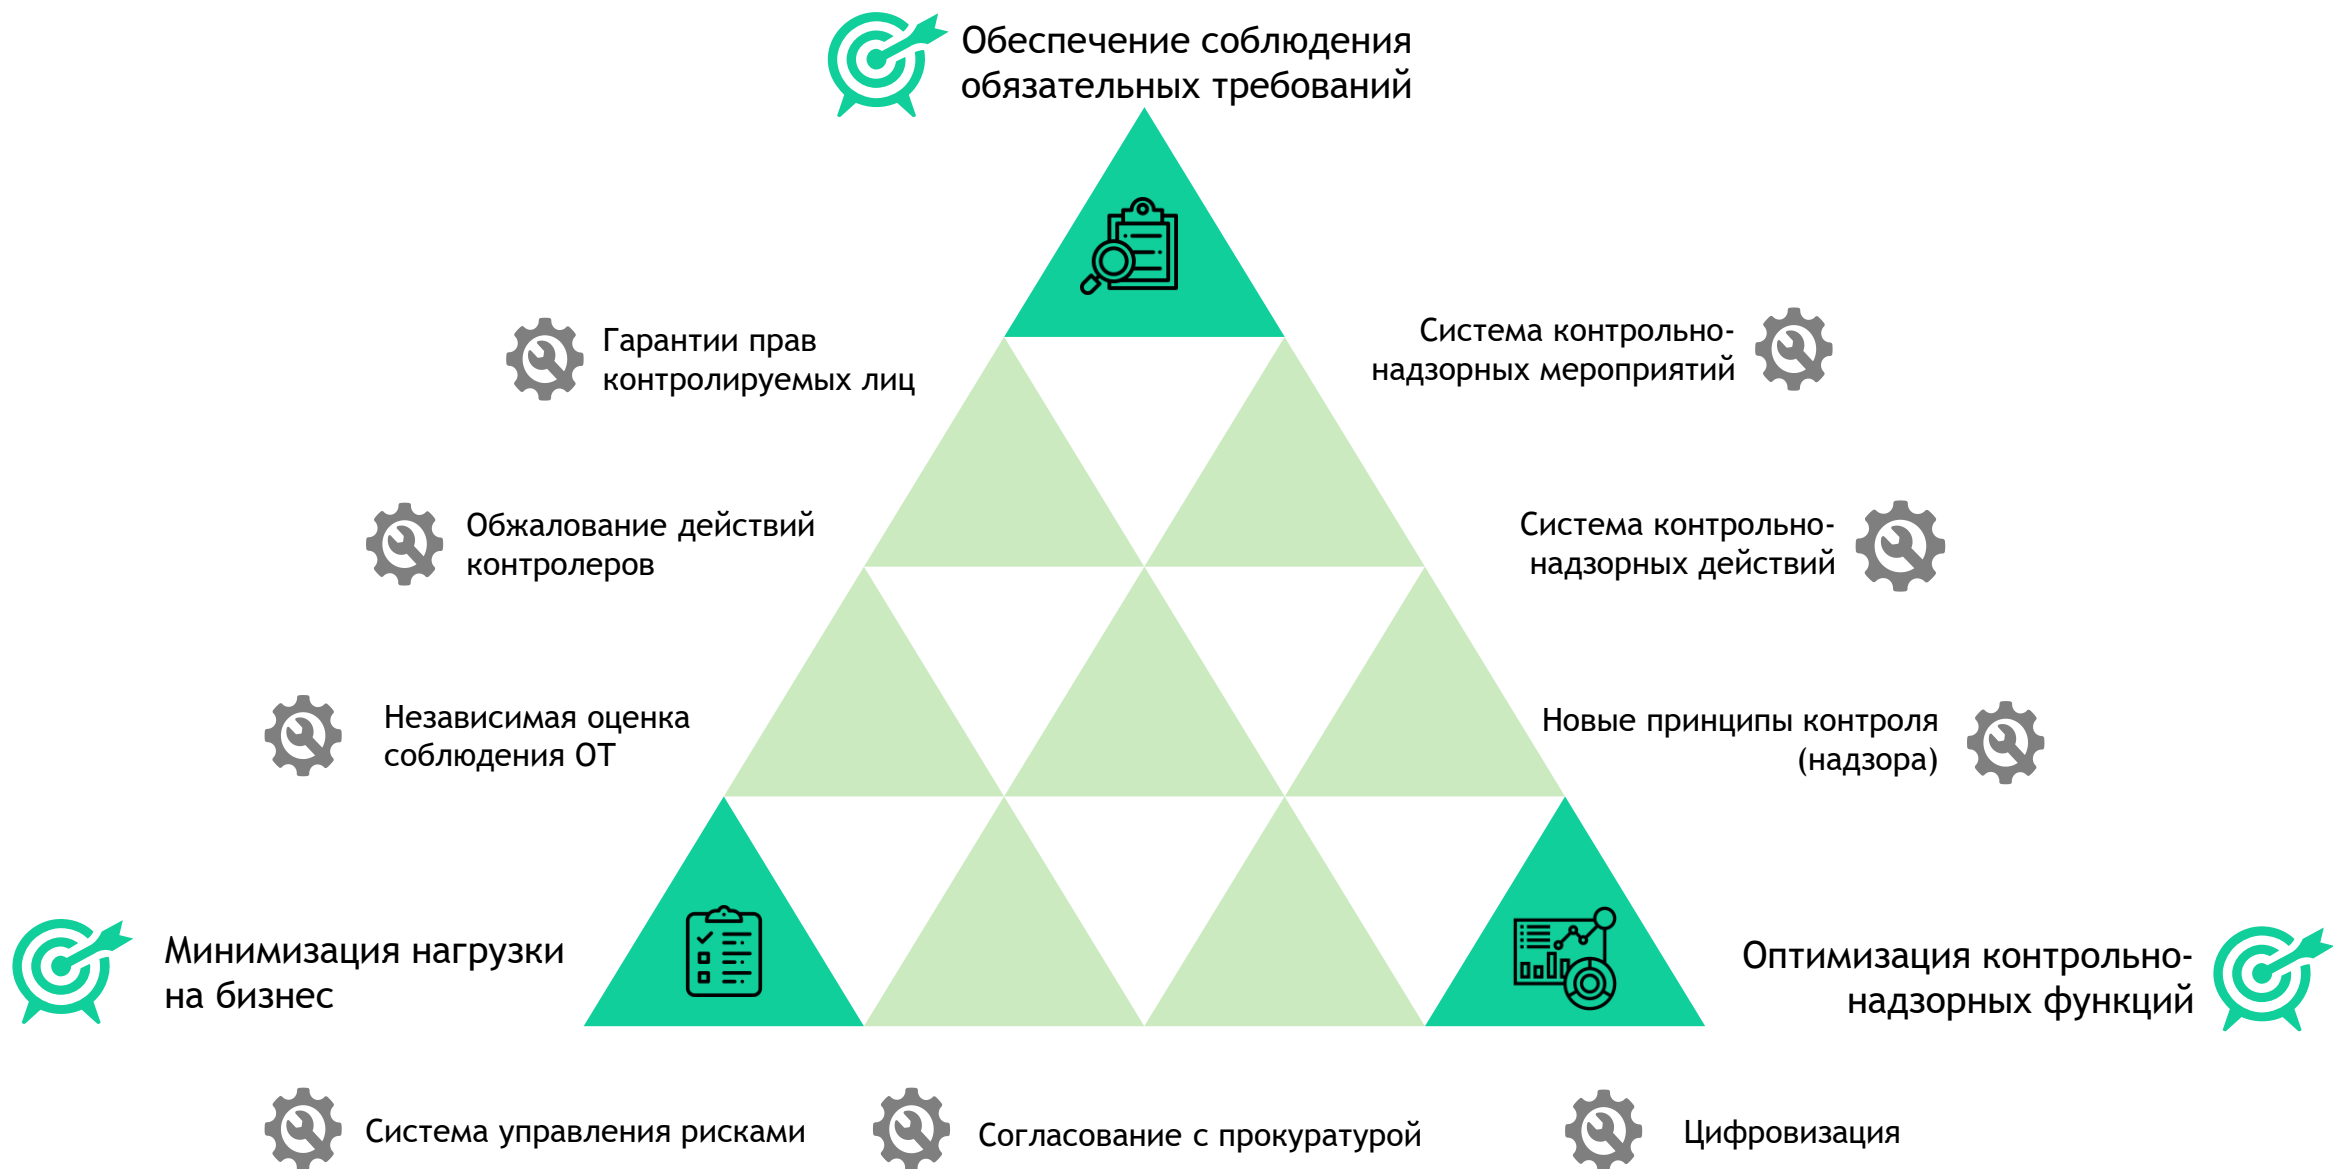 Обеспечение соблюдения
обязательных требований
Гарантии прав
контролируемых лиц
Система контрольно-
надзорных мероприятий
Обжалование действий
контролеров
Система контрольно-
надзорных действий
Независимая оценка
соблюдения ОТ
Новые принципы контроля
(надзора)
Минимизация нагрузки
на бизнес
Оптимизация контрольно-
надзорных функций
Система управления рисками
Согласование с прокуратурой
Цифровизация